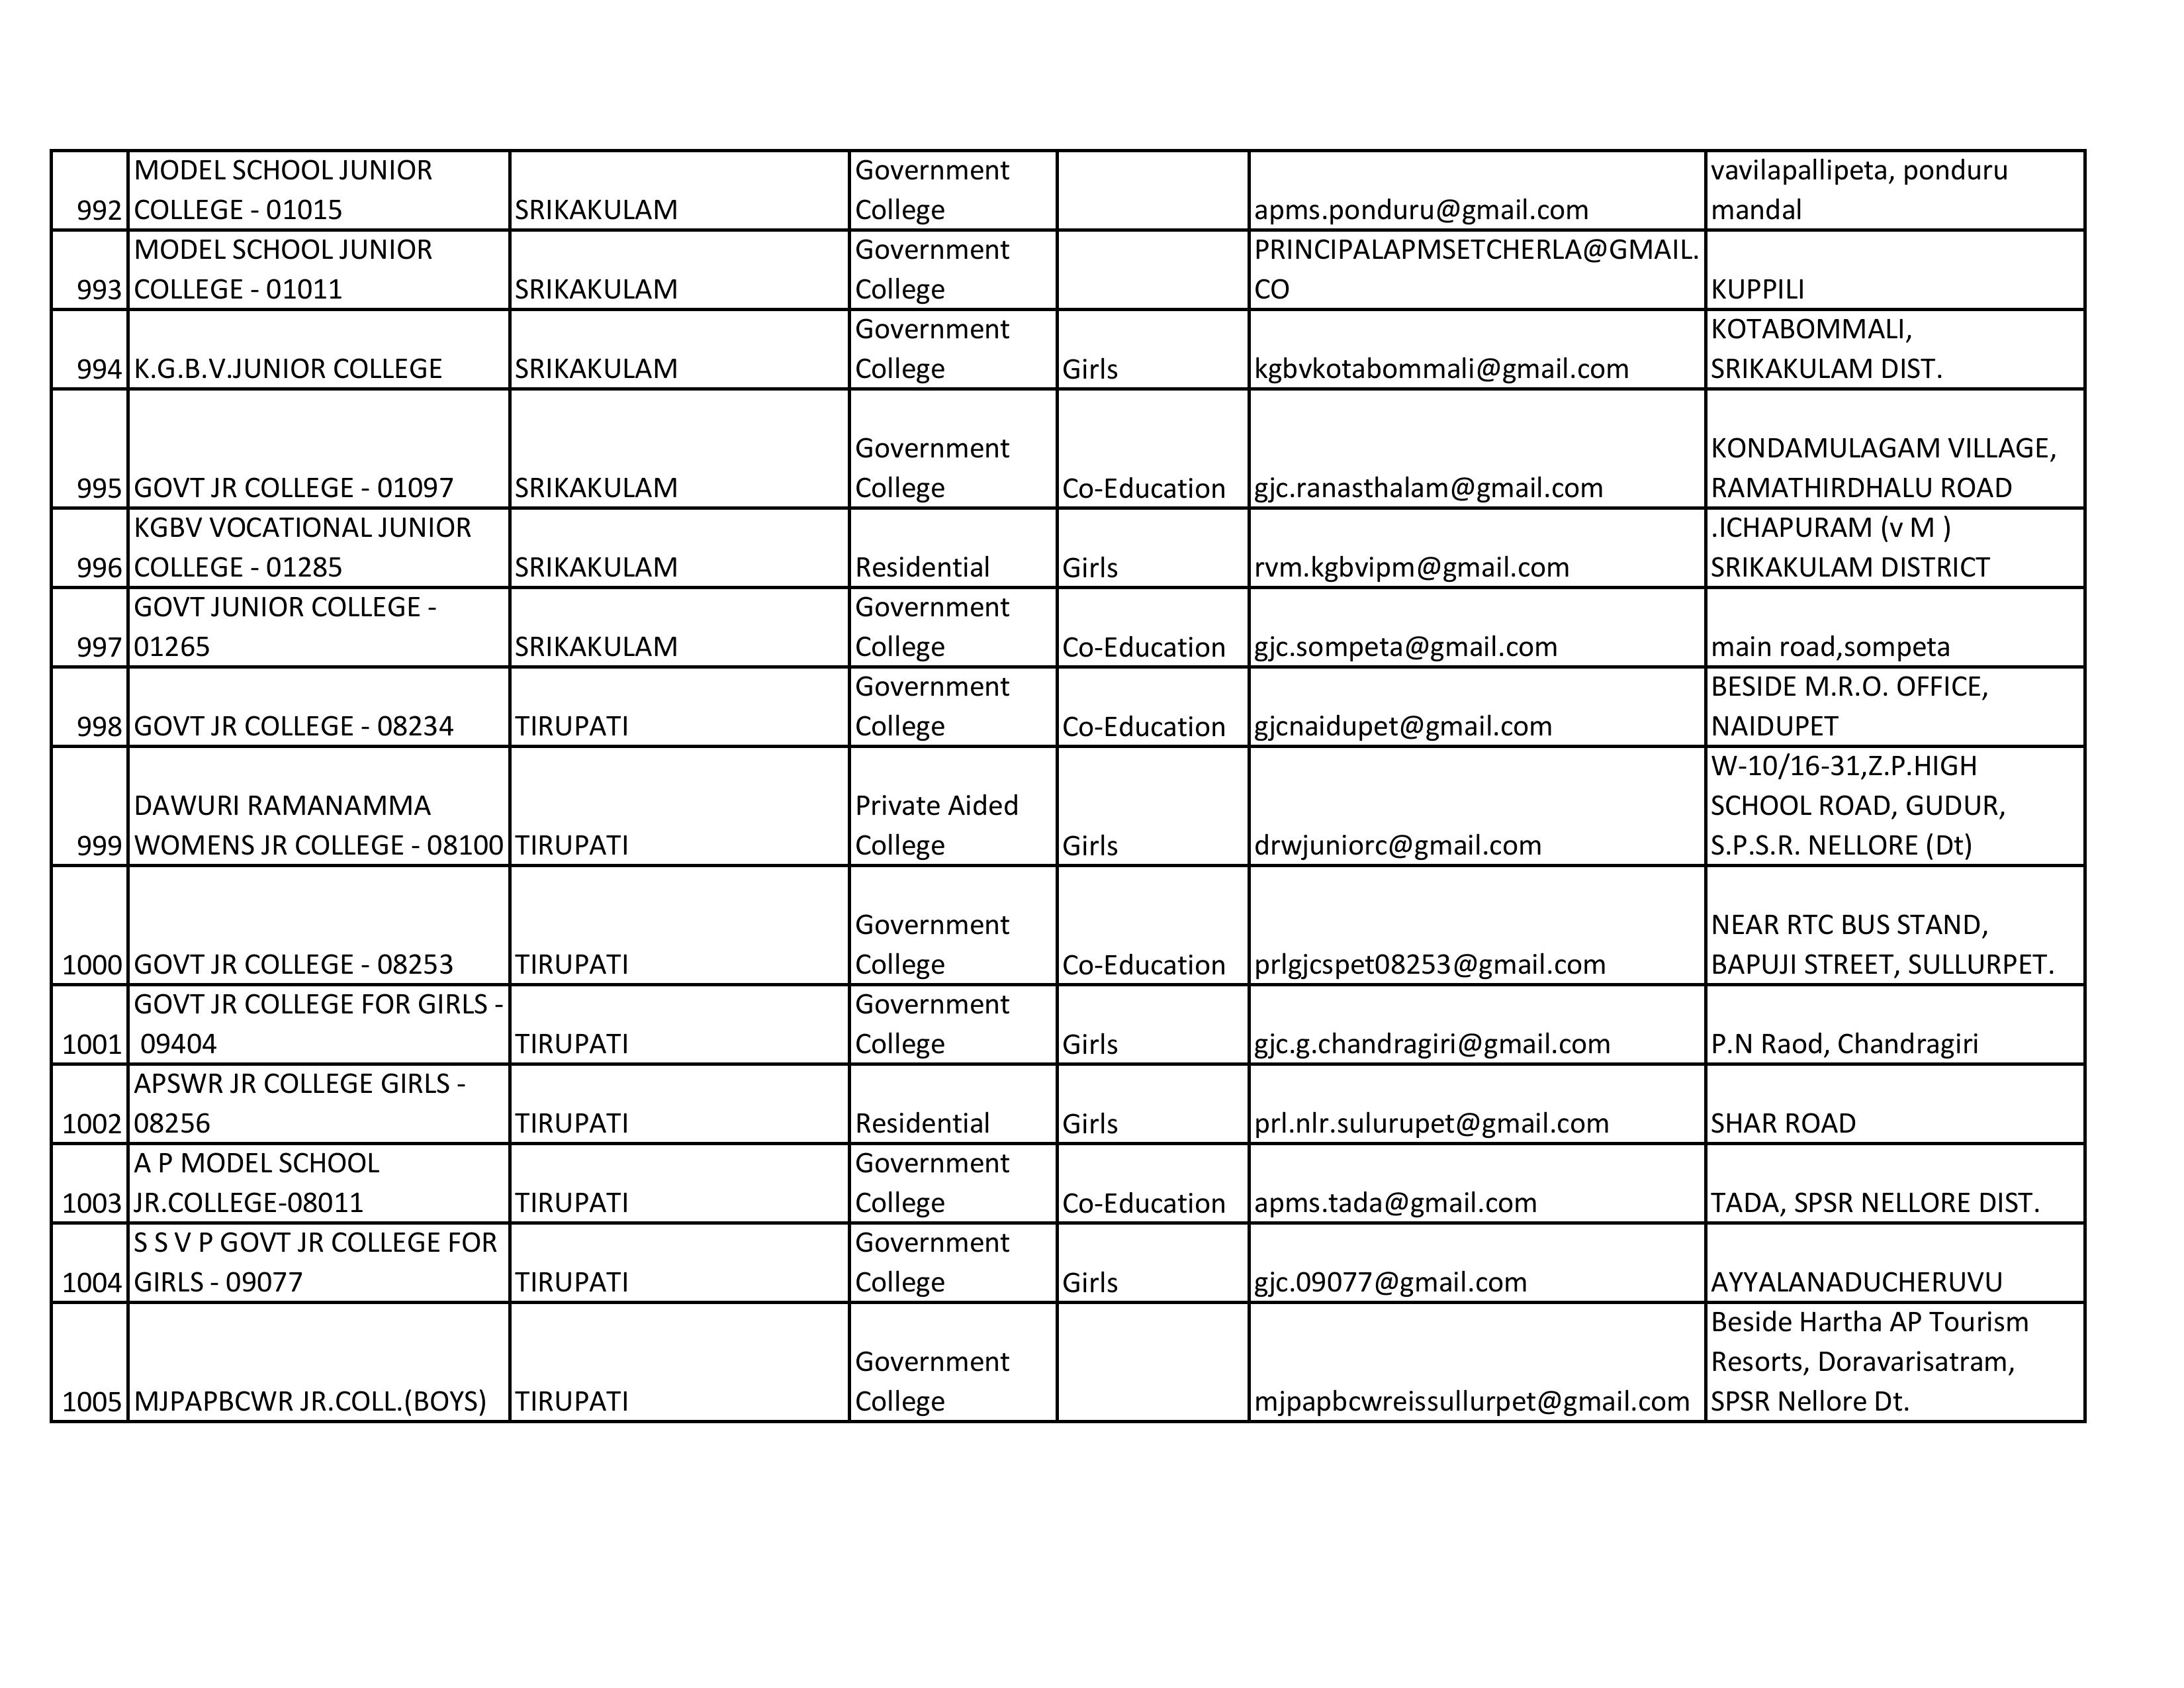 MODEL SCHOOL JUNIOR Government vavilapallipeta, ponduru
992 COLLEGE - 01015 SRIKAKULAM College apms.ponduru@gmail.com mandal
MODEL SCHOOL JUNIOR Government PRINCIPALAPMSETCHERLA@GMAIL.
993 COLLEGE - 01011 SRIKAKULAM College CO KUPPILI
Government KOTABOMMALI,
994 K.G.B.V.JUNIOR COLLEGE SRIKAKULAM College Girls kgbvkotabommali@gmail.com SRIKAKULAM DIST.
Government KONDAMULAGAM VILLAGE,
995 GOVT JR COLLEGE - 01097 SRIKAKULAM College Co-Education gjc.ranasthalam@gmail.com RAMATHIRDHALU ROAD
KGBV VOCATIONAL JUNIOR .ICHAPURAM (v M )
996 COLLEGE - 01285 SRIKAKULAM Residential Girls rvm.kgbvipm@gmail.com SRIKAKULAM DISTRICT
GOVT JUNIOR COLLEGE - Government
997 01265 SRIKAKULAM College Co-Education gjc.sompeta@gmail.com main road,sompeta
Government BESIDE M.R.O. OFFICE,
998 GOVT JR COLLEGE - 08234 TIRUPATI College Co-Education gjcnaidupet@gmail.com NAIDUPET
W-10/16-31,Z.P.HIGH
DAWURI RAMANAMMA Private Aided SCHOOL ROAD, GUDUR,
999 WOMENS JR COLLEGE - 08100 TIRUPATI College Girls drwjuniorc@gmail.com S.P.S.R. NELLORE (Dt)
Government NEAR RTC BUS STAND,
1000 GOVT JR COLLEGE - 08253 TIRUPATI College Co-Education prlgjcspet08253@gmail.com BAPUJI STREET, SULLURPET.
GOVT JR COLLEGE FOR GIRLS - Government
1001 09404 TIRUPATI College Girls gjc.g.chandragiri@gmail.com P.N Raod, Chandragiri
APSWR JR COLLEGE GIRLS -
1002 08256 TIRUPATI Residential Girls prl.nlr.sulurupet@gmail.com SHAR ROAD
A P MODEL SCHOOL Government
1003 JR.COLLEGE-08011 TIRUPATI College Co-Education apms.tada@gmail.com TADA, SPSR NELLORE DIST.
S S V P GOVT JR COLLEGE FOR Government
1004 GIRLS - 09077 TIRUPATI College Girls gjc.09077@gmail.com AYYALANADUCHERUVU
Beside Hartha AP Tourism
Government Resorts, Doravarisatram,
1005 MJPAPBCWR JR.COLL.(BOYS) TIRUPATI College mjpapbcwreissullurpet@gmail.com SPSR Nellore Dt.